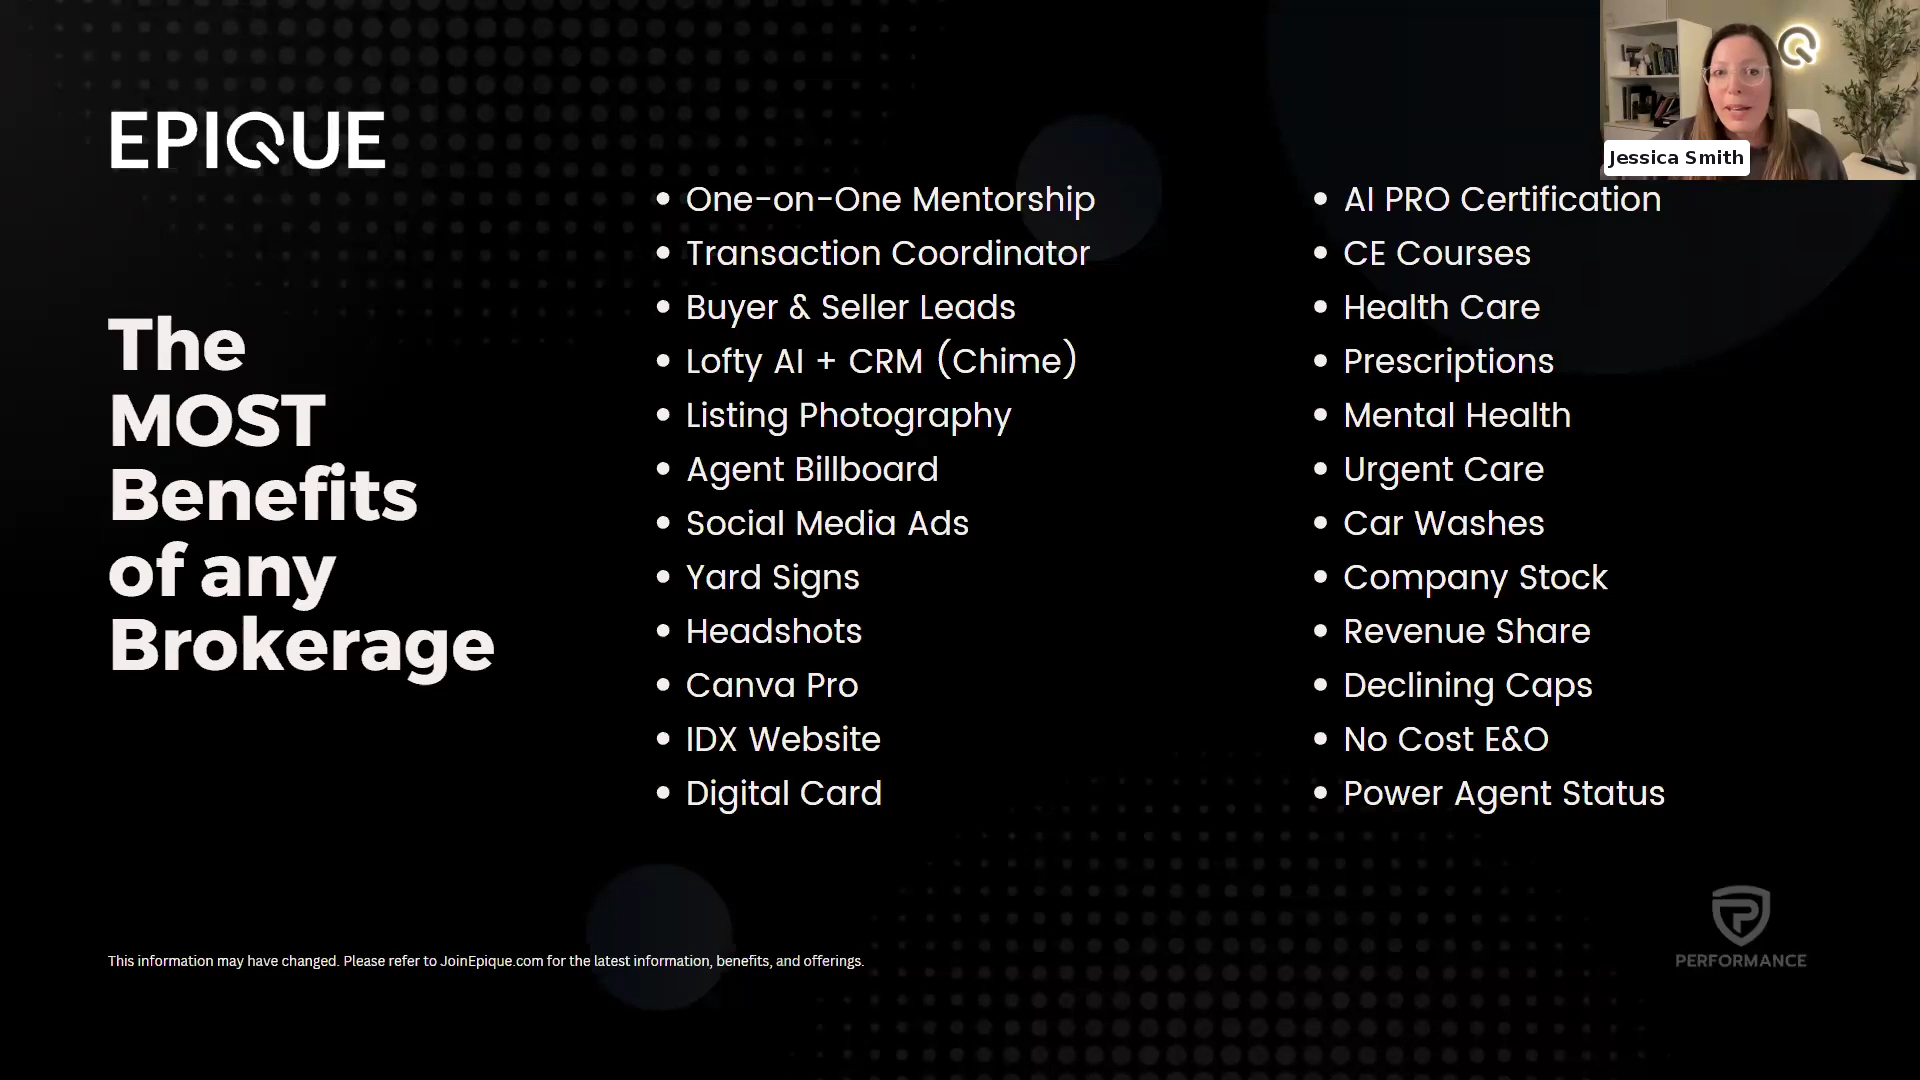 EPIQUE
Jessica Smith
The
MOST
Benefits
of any
Brokerage
• One-on-One Mentorship
• Transaction Coordinator
• Buyer & Seller Leads
• Lofty AI + CRM (Chime)
• Listing Photography
• Agent Billboard
• Social Media Ads
• Yard Signs
• Headshots
• Canva Pro
• IDX Website
• Digital Card
• AI PRO Certification
• CE Courses
• Health Care
• Prescriptions
• Mental Health
• Urgent Care
• Car Washes
• Company Stock
• Revenue Share
• Declining Caps
• No Cost E&O
• Power Agent Status
This information may have changed. Please refer to JoinEpique.com for the latest information, benefits, and offerings.
PERFORMANCE